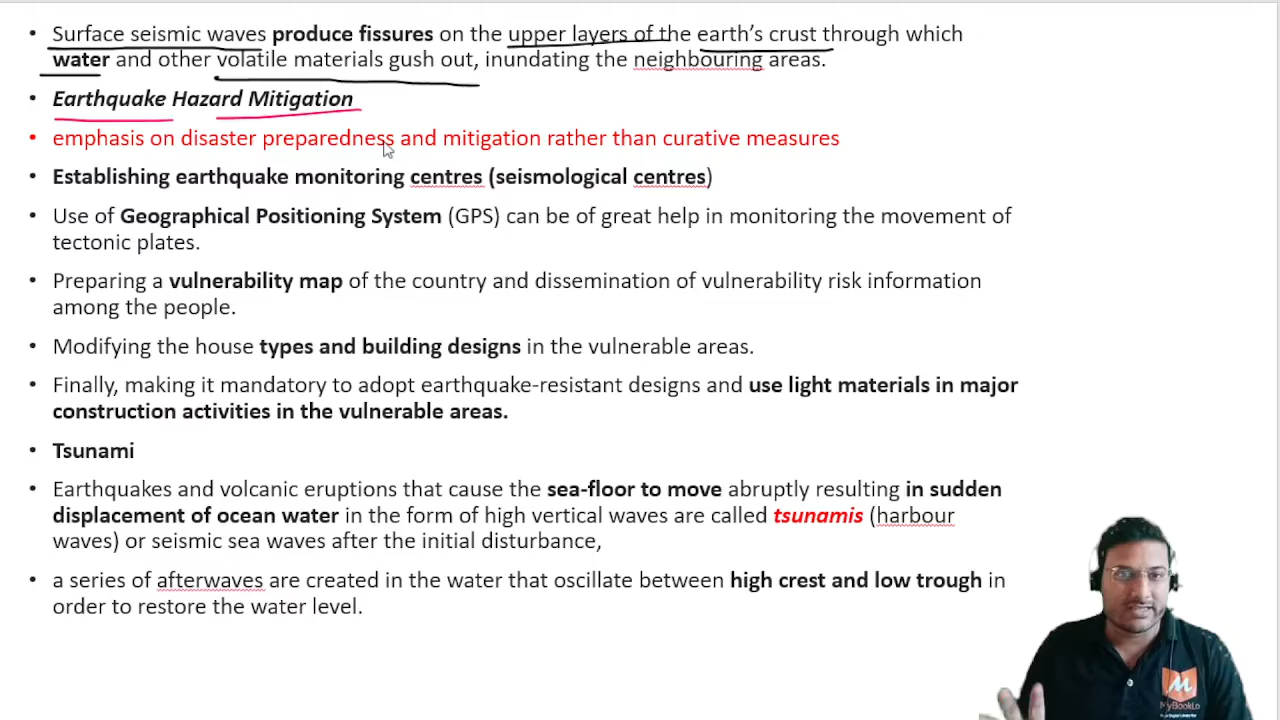 • Surface seismic waves produce fissures on the upper layers of the earth's crust through which
water and other volatile materials gush out, inundating the neighbouring areas.
• Earthquake Hazard Mitigation
• emphasis on disaster preparedness and mitigation rather than curative measures
• Establishing earthquake monitoring centres (seismological centres)
• Use of Geographical Positioning System (GPS) can be of great help in monitoring the movement of
tectonic plates.
• Preparing a vulnerability map of the country and dissemination of vulnerability risk information
among the people.
• Modifying the house types and building designs in the vulnerable areas.
• Finally, making it mandatory to adopt earthquake-resistant designs and use light materials in major
construction activities in the vulnerable areas.
• Tsunami
• Earthquakes and volcanic eruptions that cause the sea-floor to move abruptly resulting in sudden
displacement of ocean water in the form of high vertical waves are called tsunamis (harbour
waves) or seismic sea waves after the initial disturbance,
• a series of afterwaves are created in the water that oscillate between high crest and low trough in
order to restore the water level.